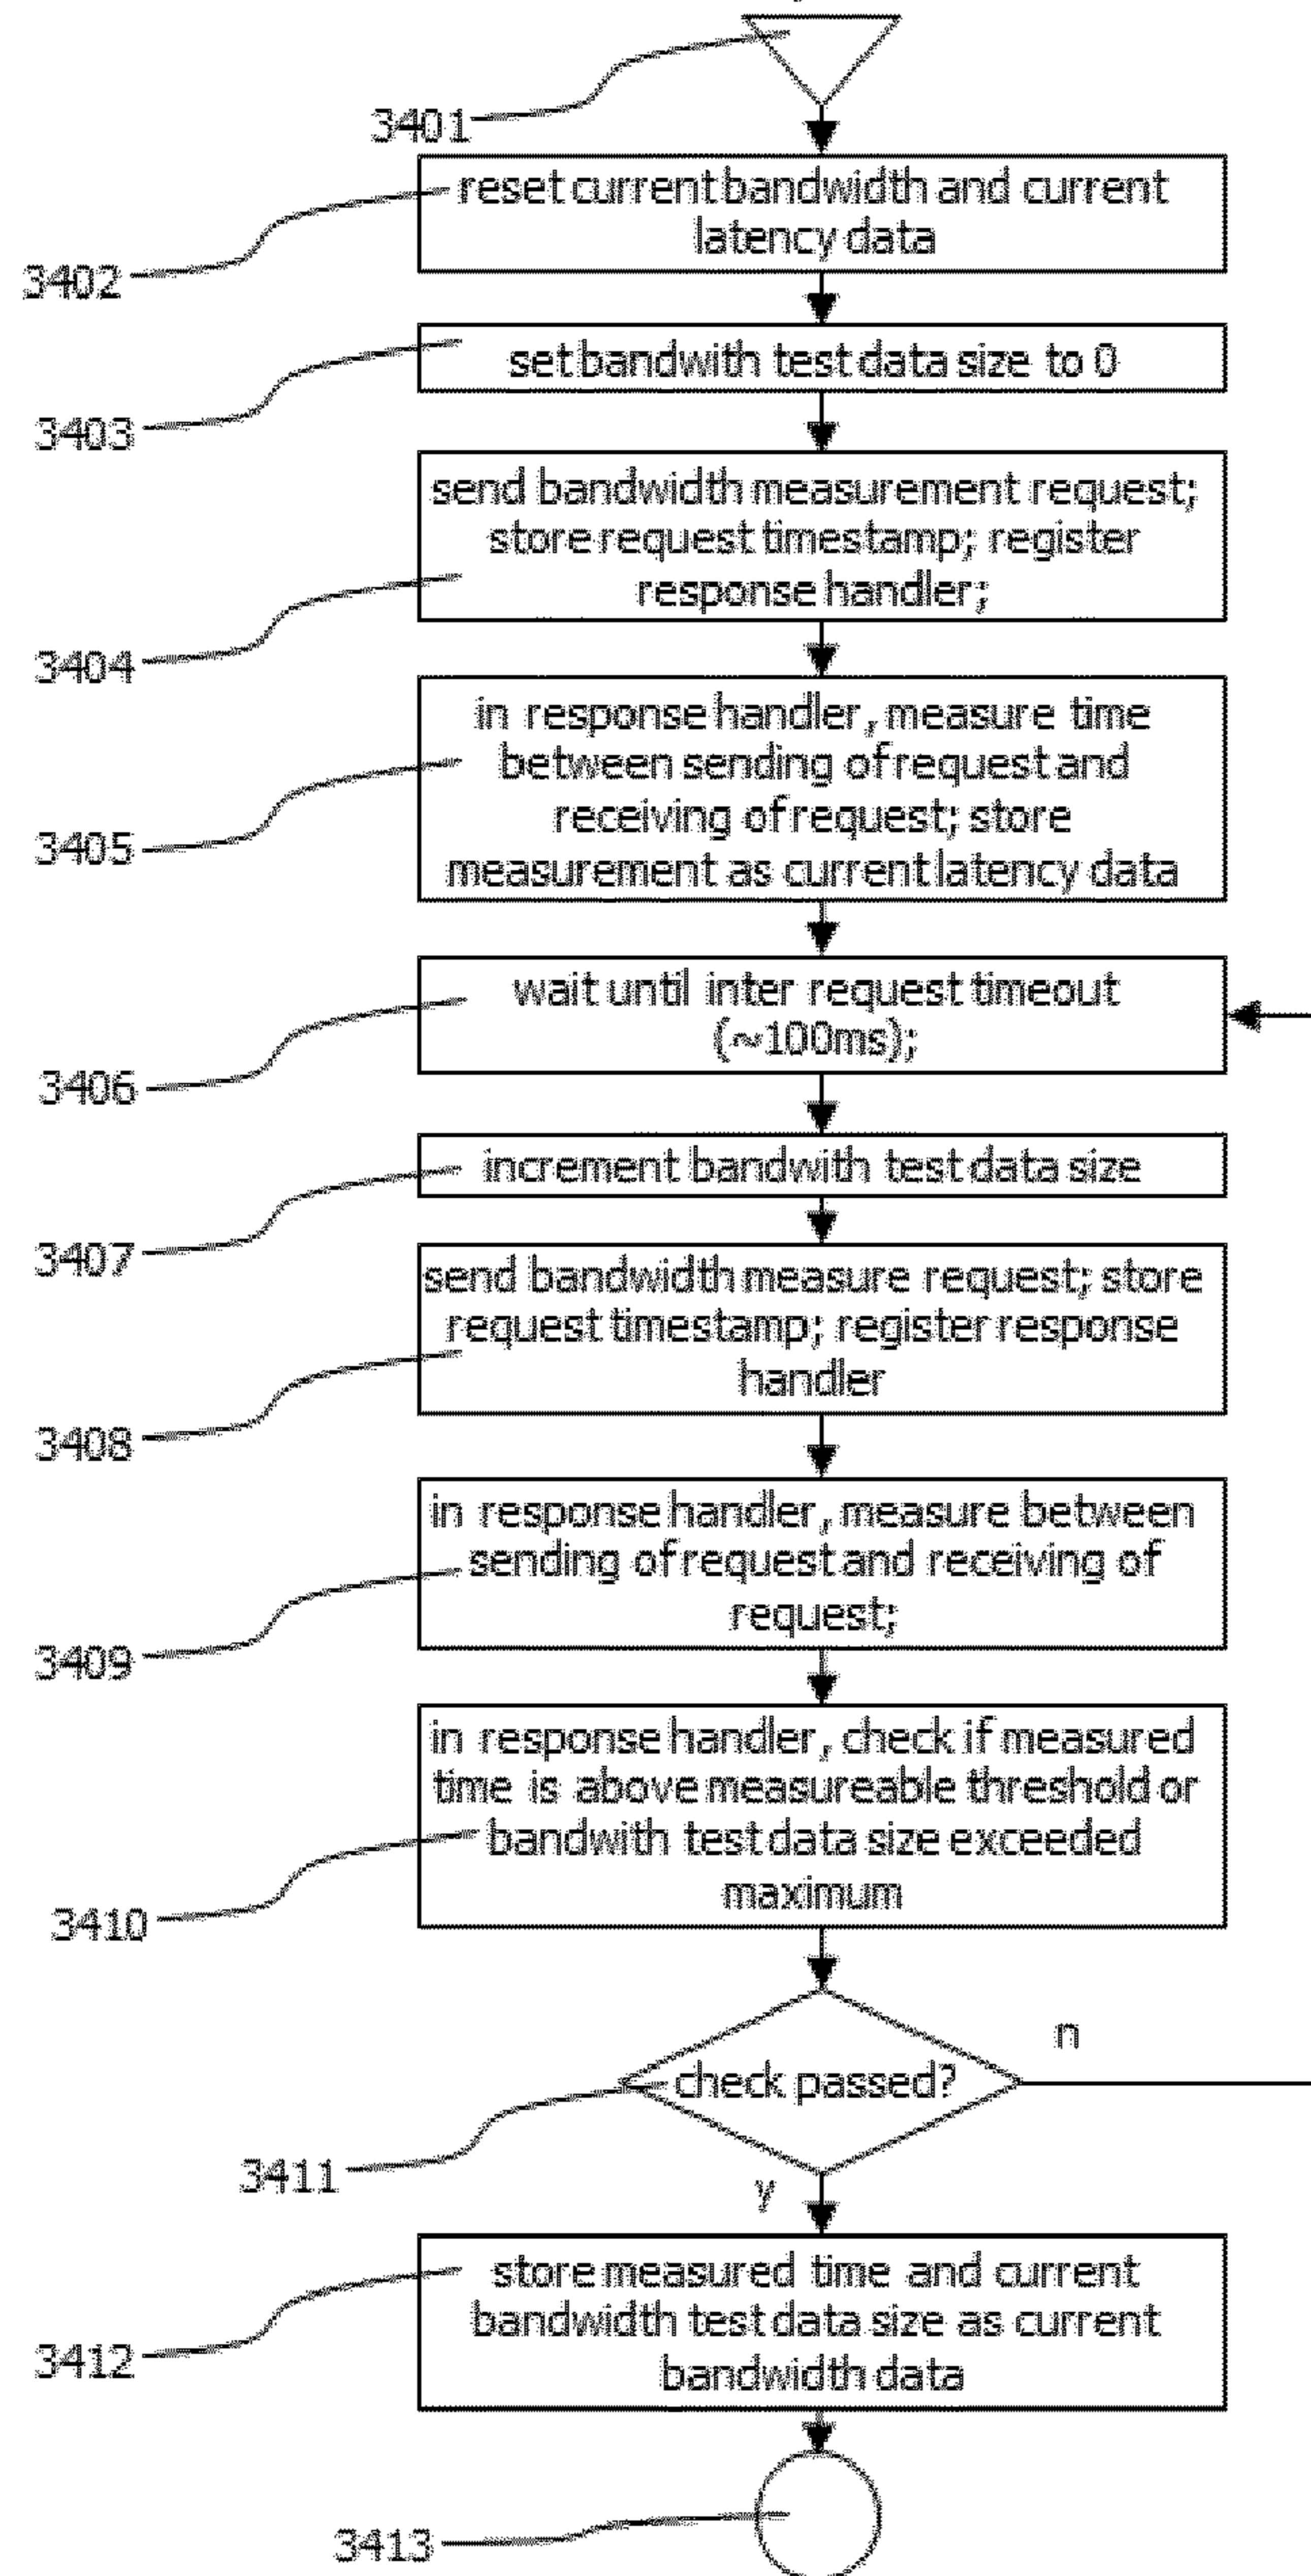 3401
reset current bandwidth and current
latency data
3402
set bandwith test data size to 0
3403
send bandwidth measurement request;
store request timestamp; register
response handler;
3404
in response handler, measure time
between sending of request and
receiving of request; store
measurement as current latency data
3405
wait until inter request timeout
(~100ms);
3406
increment bandwith test data size
3407
send bandwidth measure request; store
request timestamp; register response
handler
3408
in response handler, measure between
sending of request and receiving of
request;
3409
in response handler, check if measured
time is above measureable threshold or
bandwith test data size exceeded
maximum
3410
n
check passed?
3411
y
store measured time and current
bandwidth test data size as current
bandwidth data
3412
3413